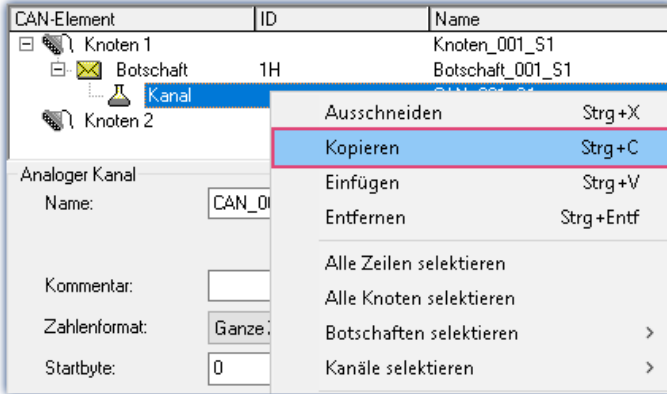 CAN-Element ID Name
Knoten 1 Knoten_001_S1
Botschaft 1H Botschaft_001_S1
Kanal
Knoten 2
Ausschneiden Strg+X
Kopieren Strg+C
Einfügen Strg+V
Entfernen Strg+Entf
Alle Zeilen selektieren
Alle Knoten selektieren
Botschaften selektieren >
Kanäle selektieren >
Analoger Kanal
Name: CAN_00
Kommentar:
Zahlenformat: Ganze
Startbyte: 0